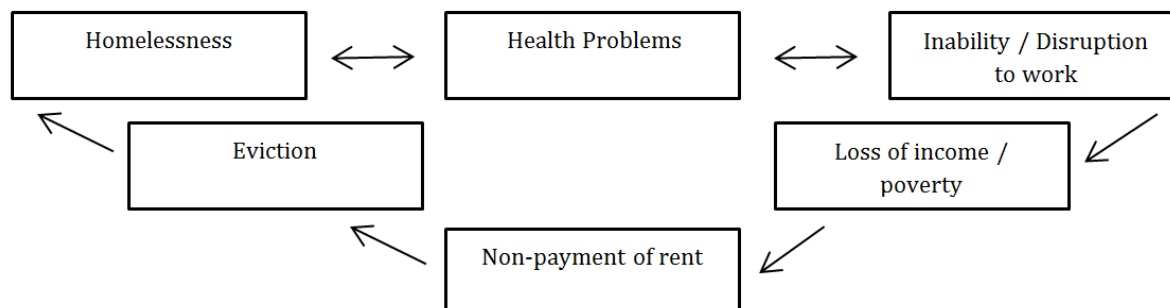 Homelessness
Health Problems
Inability / Disruption
to work
Eviction
Loss of income /
poverty
Non-payment of rent